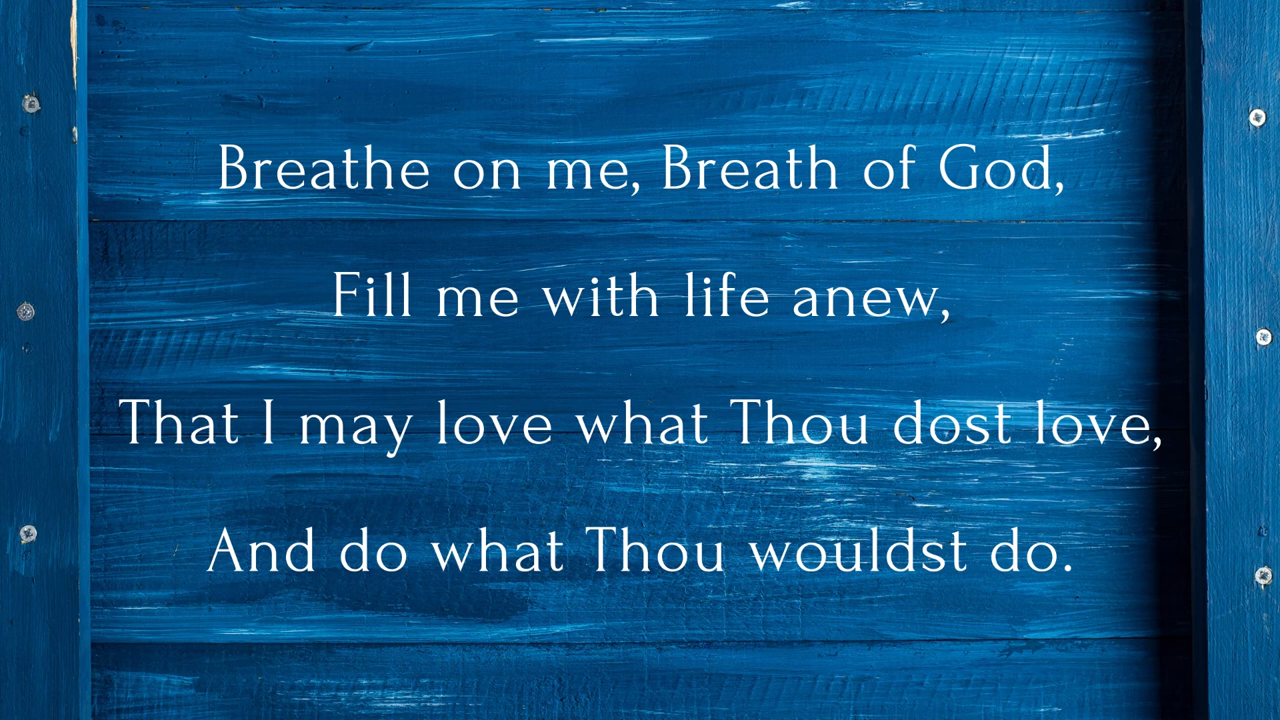 Breathe on me, Breath of God,
Fill me with life anew,
That I may love what Thou dost love,
And do what Thou wouldst do.